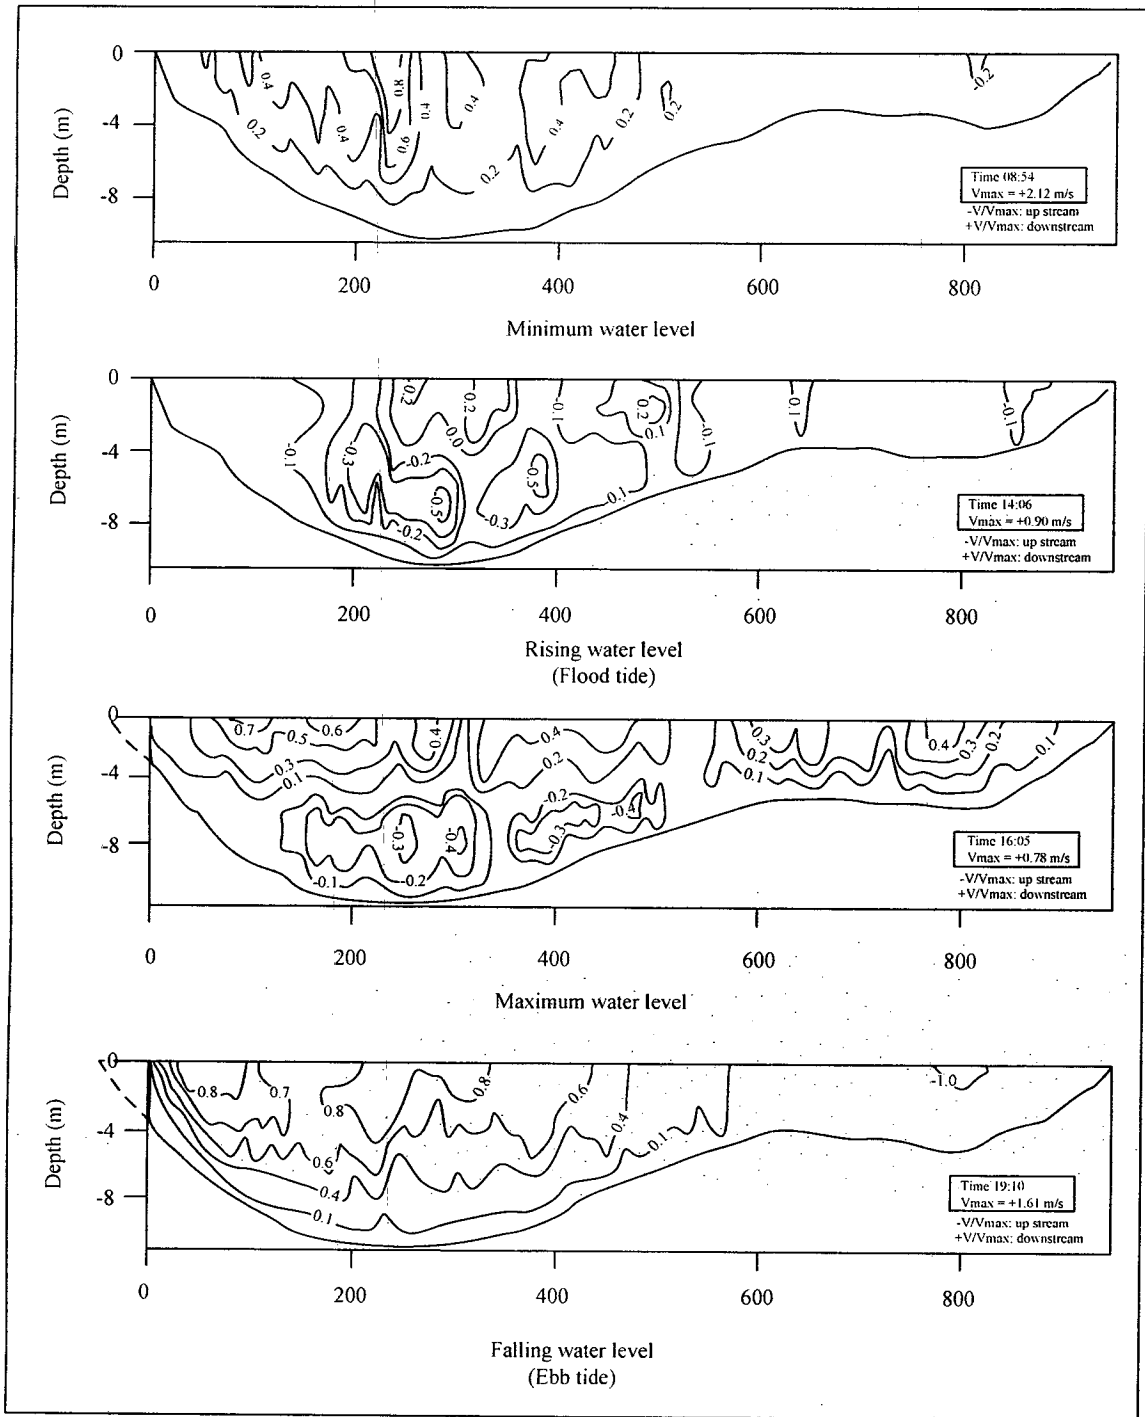 0
-4
-8
Depth (m)
0.4
0.4
0.8
0.4
0.4
0.4
0.2
-0.2
0.2
0.6
0.2
0.2
Time 08:54
Vmax = +2.12 m/s
-V/Vmax: up stream
+V/Vmax: downstream
0 200 400 600 800
Minimum water level
0
-4
-8
Depth (m)
-0.2
0.2
-0.1
0.2
-0.1
-0.1
-0.1
-0.3
0.0
0.1
-0.1
-0.2
-0.5
-0.5
-0.1
-0.3
-0.2
Time 14:06
Vmax = +0.90 m/s
-V/Vmax: up stream
+V/Vmax: downstream
0 200 400 600 800
Rising water level
(Flood tide)
0
-4
-8
Depth (m)
0.7
0.6
0.5
0.4
0.4
0.3
0.4
0.3
0.2
0.1
0.3
0.2
0.2
0.1
0.1
-0.2
-0.4
-0.3
-0.4
-0.3
-0.1
-0.2
Time 16:05
Vmax = +0.78 m/s
-V/Vmax: up stream
+V/Vmax: downstream
0 200 400 600 800
Maximum water level
0
-4
-8
Depth (m)
0.8
0.7
0.8
0.8
0.6
-1.0
0.6
0.4
0.1
0.4
0.1
Time 19:10
Vmax = +1.61 m/s
-V/Vmax: up stream
+V/Vmax: downstream
0 200 400 600 800
Falling water level
(Ebb tide)